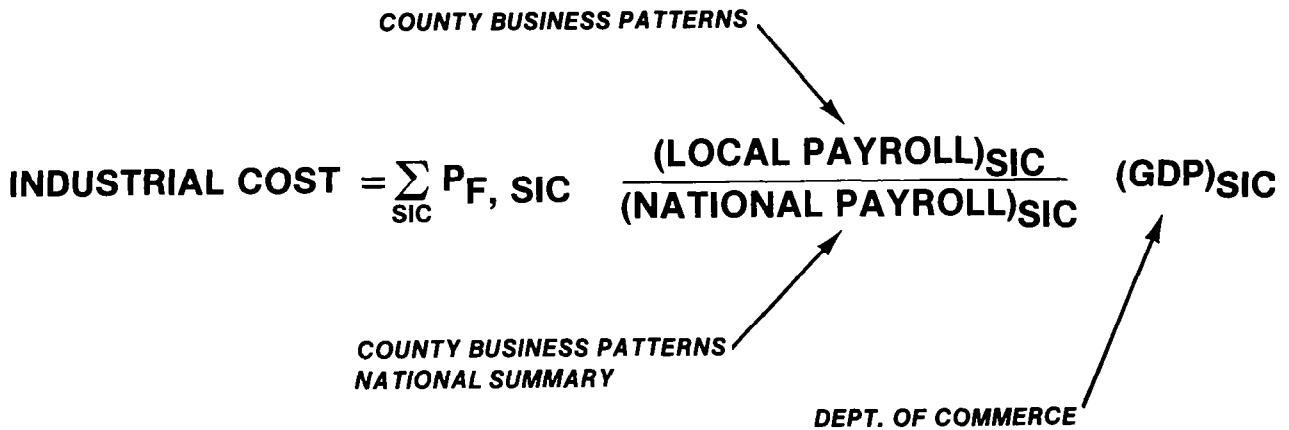 COUNTY BUSINESS PATTERNS
INDUSTRIAL COST = ∑SIC PF, SIC (LOCAL PAYROLL)SIC / (NATIONAL PAYROLL)SIC (GDP)SIC
COUNTY BUSINESS PATTERNS
NATIONAL SUMMARY
DEPT. OF COMMERCE